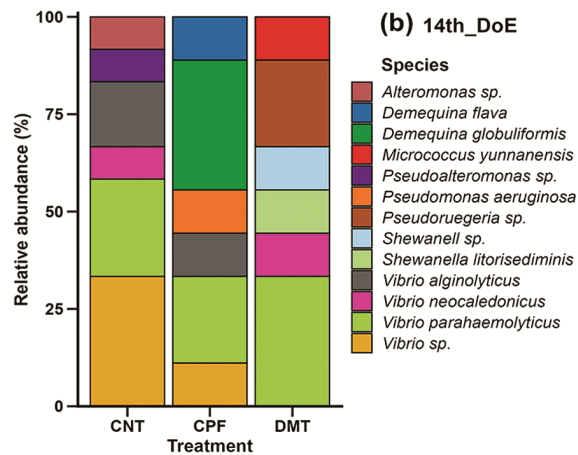 (b) 14th_DoE
Relative abundance (%)
100
75
50
25
0
CNT CPF DMT
Treatment
Species
Alteromonas sp.
Demequina flava
Demequina globuliformis
Micrococcus yunnanensis
Pseudoalteromonas sp.
Pseudomonas aeruginosa
Pseudoruegeria sp.
Shewanell sp.
Shewanella litorisediminis
Vibrio alginolyticus
Vibrio neocaledonicus
Vibrio parahaemolyticus
Vibrio sp.